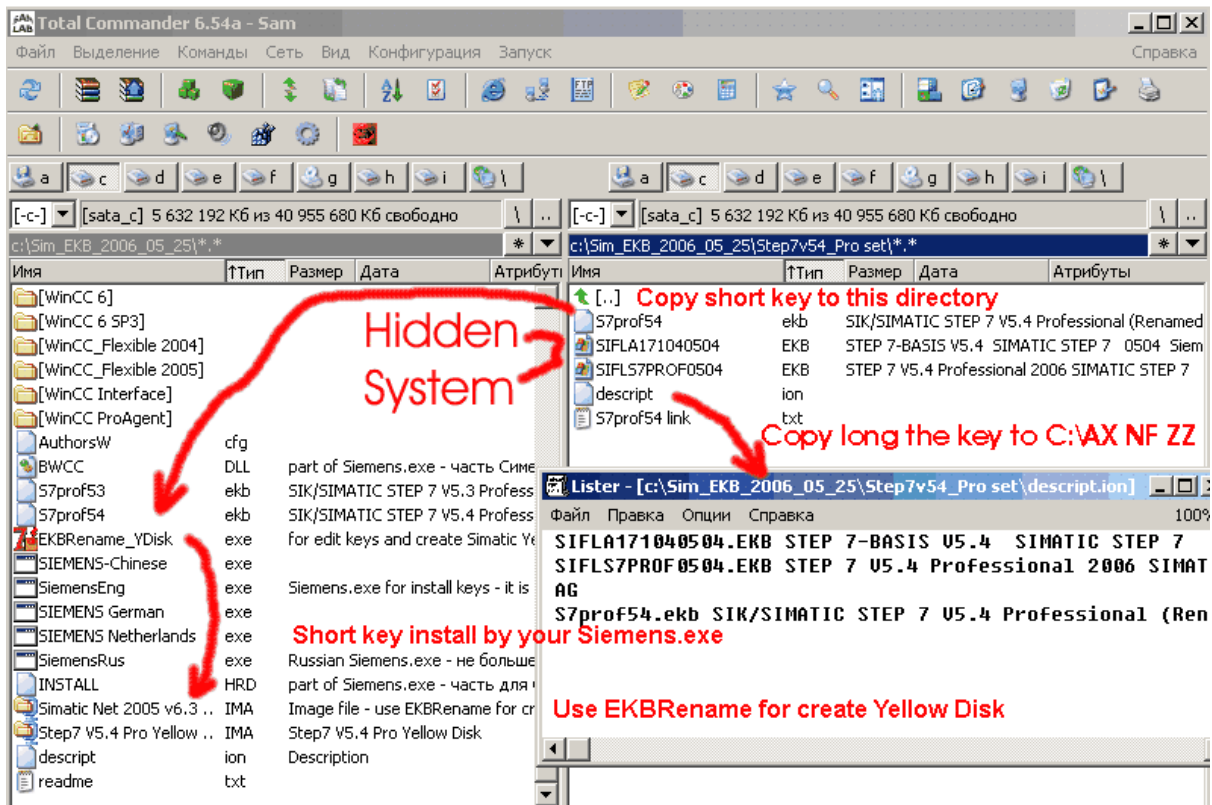 Total Commander 6.54a - Sam
Файл Выделение Команды Сеть Вид Конфигурация Запуск Справка
a c d e f g h i \ a c d e f g h i \
[-c-] [sata_c] 5 632 192 Кб из 40 955 680 Кб свободно \ .. [-c-] [sata_c] 5 632 192 Кб из 40 955 680 Кб свободно \ ..
c:\Sim_EKB_2006_05_25\*.* * c:\Sim_EKB_2006_05_25\Step7v54_Pro set\*.* *
Имя ↑Тип Размер Дата Атрибуты Имя ↑Тип Размер Дата Атрибуты
[WinCC 6]
[WinCC 6 SP3]
[WinCC_Flexible 2004]
[WinCC_Flexible 2005]
[WinCC Interface]
[WinCC ProAgent]
AuthorsW cfg
BWCC DLL part of Siemens.exe - часть Симе
S7prof53 ekb SIK/SIMATIC STEP 7 V5.3 Profess
S7prof54 ekb SIK/SIMATIC STEP 7 V5.4 Profess
EKBRename_YDisk exe for edit keys and create Simatic Ye
SIEMENS-Chinese exe
SiemensEng exe Siemens.exe for install keys - it is
SIEMENS German exe
SIEMENS Netherlands exe
SiemensRus exe Russian Siemens.exe - не больше
INSTALL HRD part of Siemens.exe - часть для
Simatic Net 2005 v6.3 .. IMA Image file - use EKBRename for cr
Step7 V5.4 Pro Yellow .. IMA Step7 V5.4 Pro Yellow Disk
descript ion Description
readme txt
[..] Copy short key to this directory
S7prof54 ekb SIK/SIMATIC STEP 7 V5.4 Professional (Renamed
SIFLA171040504 EKB STEP 7-BASIS V5.4 SIMATIC STEP 7 0504 Siem
SIFLS7PROF0504 EKB STEP 7 V5.4 Professional 2006 SIMATIC STEP 7
descript ion
S7prof54 link txt
Hidden
System
Copy long the key to C:\AX NF ZZ
Short key install by your Siemens.exe
Lister - [c:\Sim_EKB_2006_05_25\Step7v54_Pro set\descript.ion]
Файл Правка Опции Справка 100%
SIFLA171040504.EKB STEP 7-BASIS V5.4 SIMATIC STEP 7
SIFLS7PROF0504.EKB STEP 7 V5.4 Professional 2006 SIMAT
AG
S7prof54.ekb SIK/SIMATIC STEP 7 V5.4 Professional (Ren
Use EKBRename for create Yellow Disk